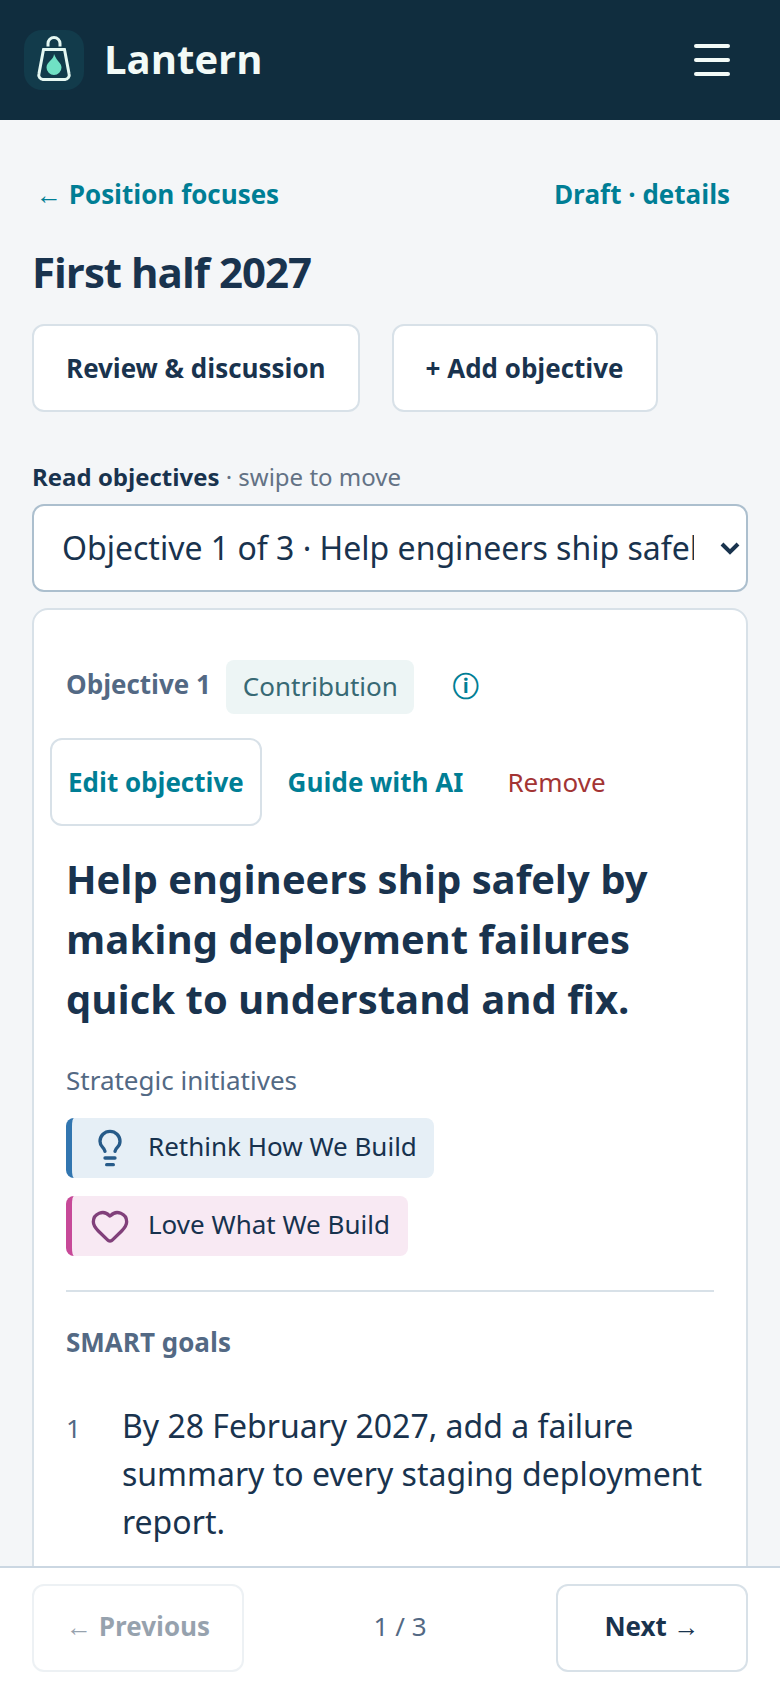 Lantern
← Position focuses
Draft · details
First half 2027
Review & discussion
+ Add objective
Read objectives · swipe to move
Objective 1 of 3 · Help engineers ship safel
Objective 1
Contribution
Edit objective
Guide with AI
Remove
Help engineers ship safely by
making deployment failures
quick to understand and fix.
Strategic initiatives
Rethink How We Build
Love What We Build
SMART goals
1
By 28 February 2027, add a failure
summary to every staging deployment
report.
← Previous
1 / 3
Next →